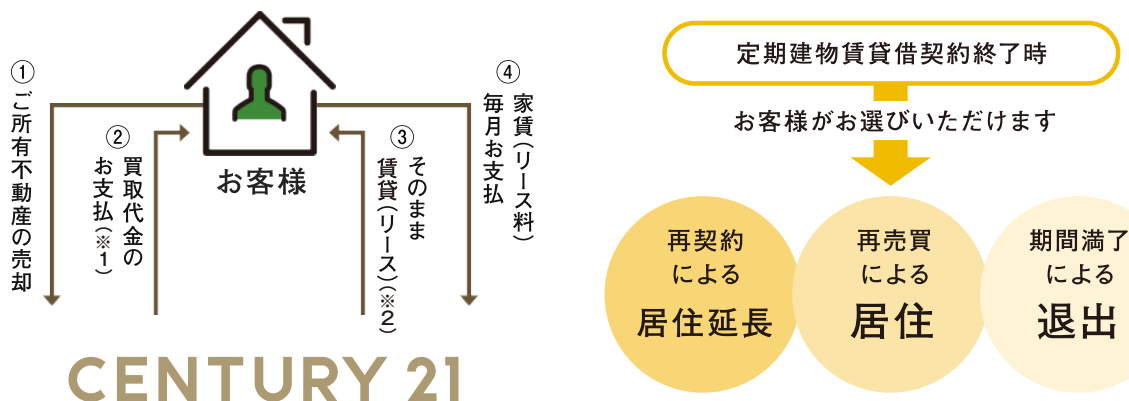 ①ご所有不動産の売却
②買取代金の
お支払(※1)
お客様
③そのまま
賃貸(リース)(※2)
④家賃(リース料)
毎月お支払
CENTURY 21
定期建物賃貸借契約終了時
お客様がお選びいただけます
再契約
による
居住延長
再売買
による
居住
期間満了
による
退出